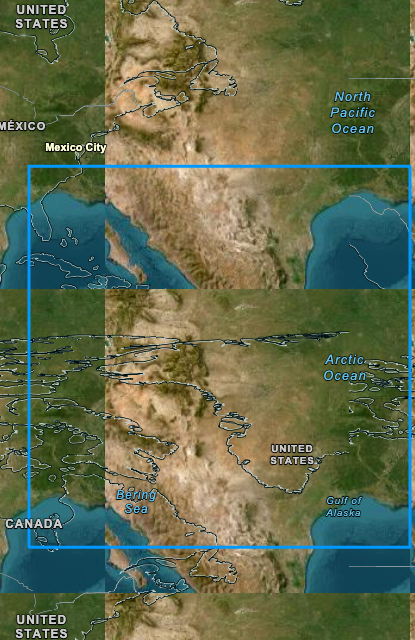 UNITED
STATES
North
Pacific
Ocean
MÉXICO
Mexico City
Arctic
Ocean
UNITED
STATES
Bering
Sea
Gulf of
Alaska
CANADA
UNITED
STATES